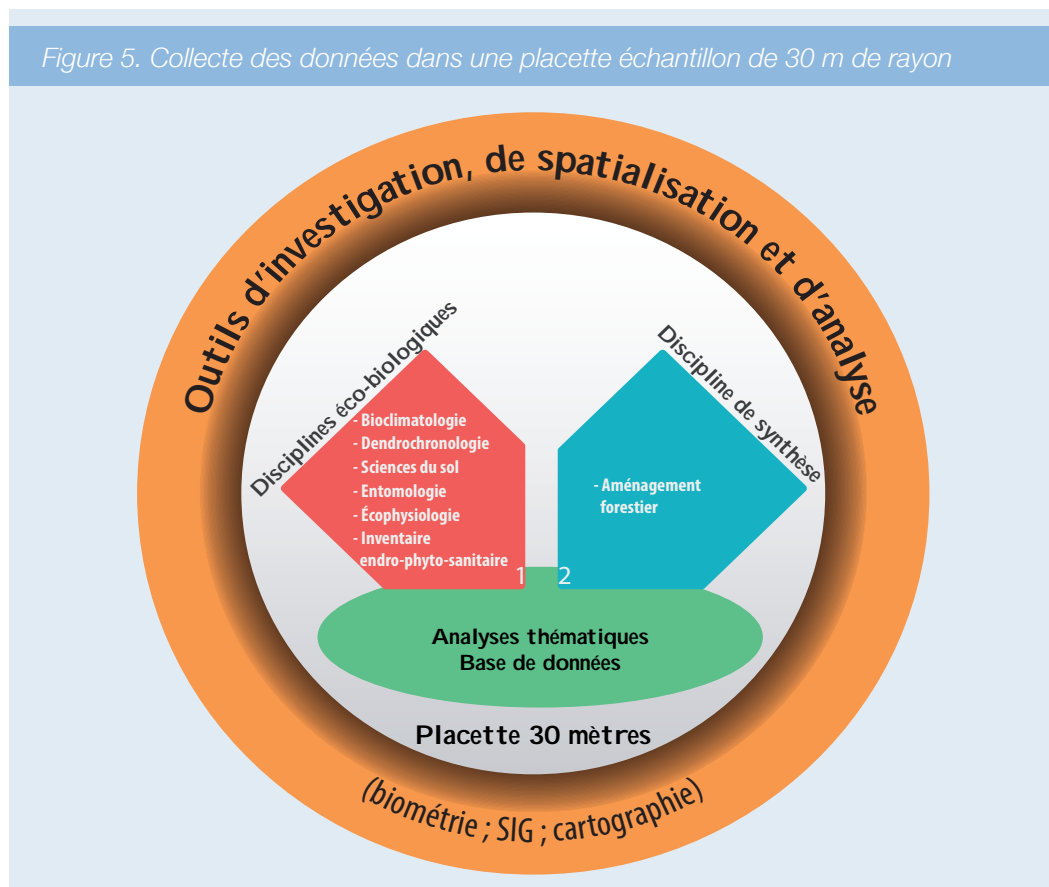 Figure 5. Collecte des données dans une placette échantillon de 30 m de rayon
Outils d'investigation, de spatialisation et d'analyse
Disciplines éco-biologiques
- Bioclimatologie
- Dendrochronologie
- Sciences du sol
- Entomologie
- Écophysiologie
- Inventaire
endro-phyto-sanitaire
1
Discipline de synthèse
- Aménagement
forestier
2
Analyses thématiques
Base de données
Placette 30 mètres
(biométrie ; SIG ; cartographie)